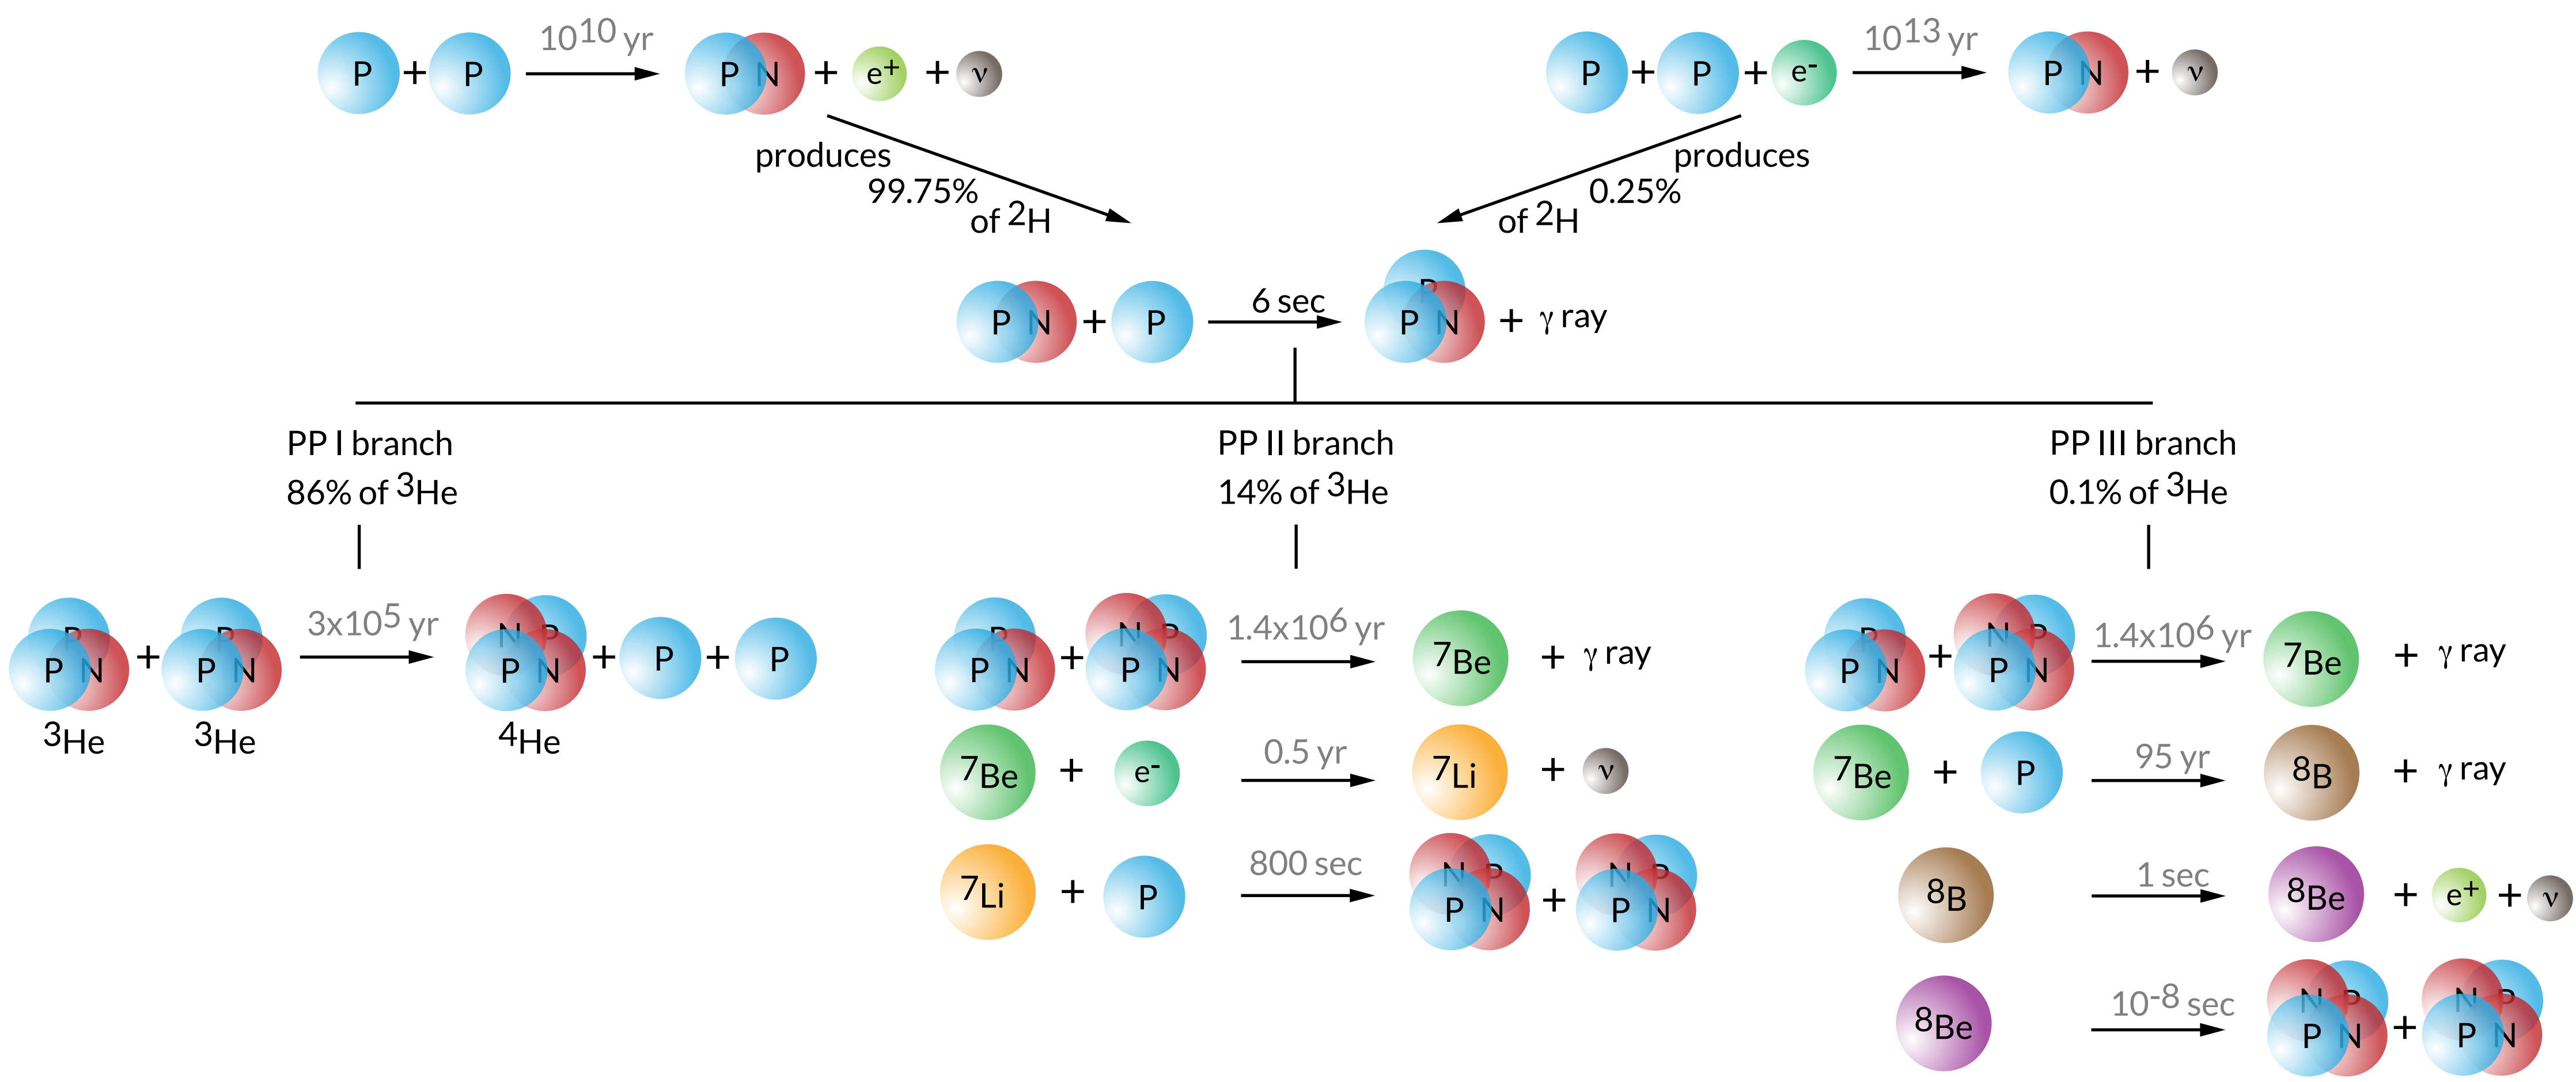 P + P 10^10 yr P N + e+ + ν
P + P + e- 10^13 yr P N + ν
produces
99.75%
of ²H
produces
0.25%
of ²H
P N + P 6 sec P P N + γ ray
PP I branch
86% of ³He
PP II branch
14% of ³He
PP III branch
0.1% of ³He
P P N + P P N 3x10^5 yr N P P N + P + P
³He ³He ⁴He
P P N + N P P N 1.4x10^6 yr ⁷Be + γ ray
⁷Be + e- 0.5 yr ⁷Li + ν
⁷Li + P 800 sec N P P N + N P P N
P P N + N P P N 1.4x10^6 yr ⁷Be + γ ray
⁷Be + P 95 yr ⁸B + γ ray
⁸B 1 sec ⁸Be + e+ + ν
⁸Be 10^-8 sec N P P N + N P P N